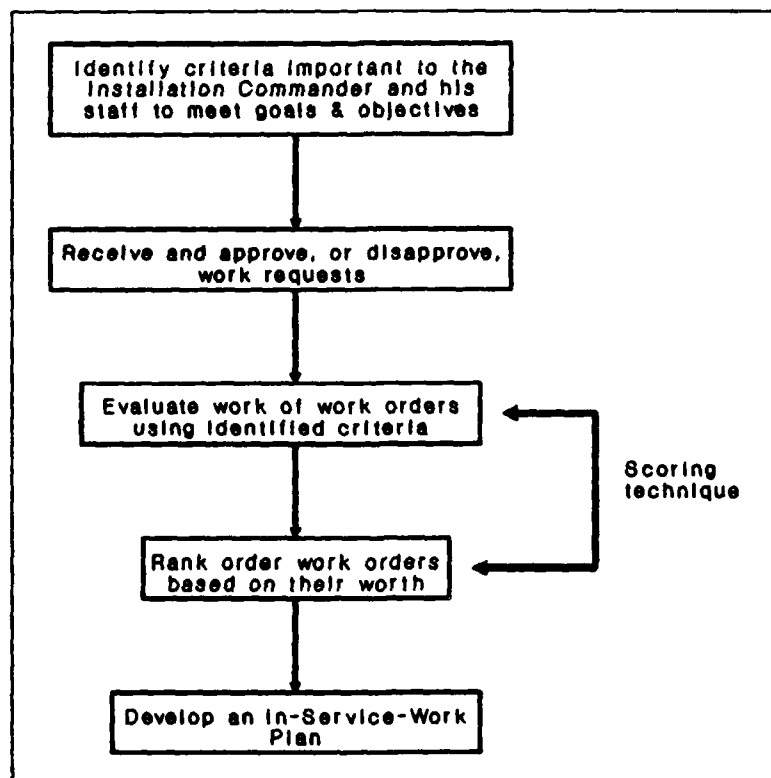 Identify criteria important to the
Installation Commander and his
staff to meet goals & objectives
Receive and approve, or disapprove,
work requests
Evaluate work of work orders
using identified criteria
Scoring
technique
Rank order work orders
based on their worth
Develop an In-Service-Work
Plan